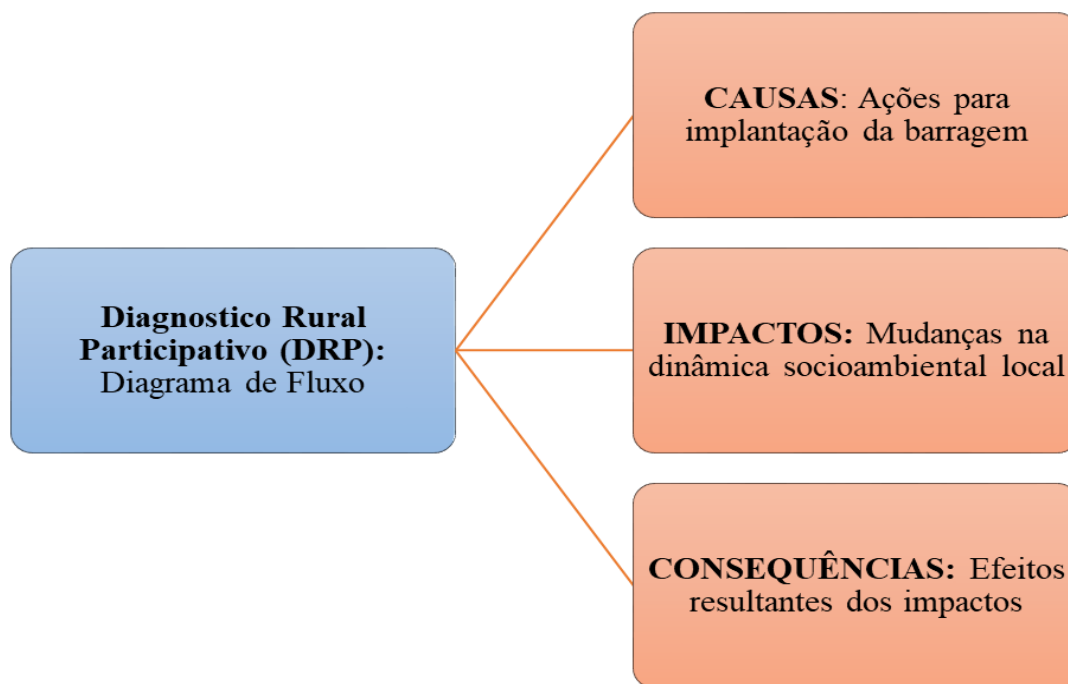 Diagnostico Rural
Participativo (DRP):
Diagrama de Fluxo
CAUSAS: Ações para
implantação da barragem
IMPACTOS: Mudanças na
dinâmica socioambiental local
CONSEQUÊNCIAS: Efeitos
resultantes dos impactos